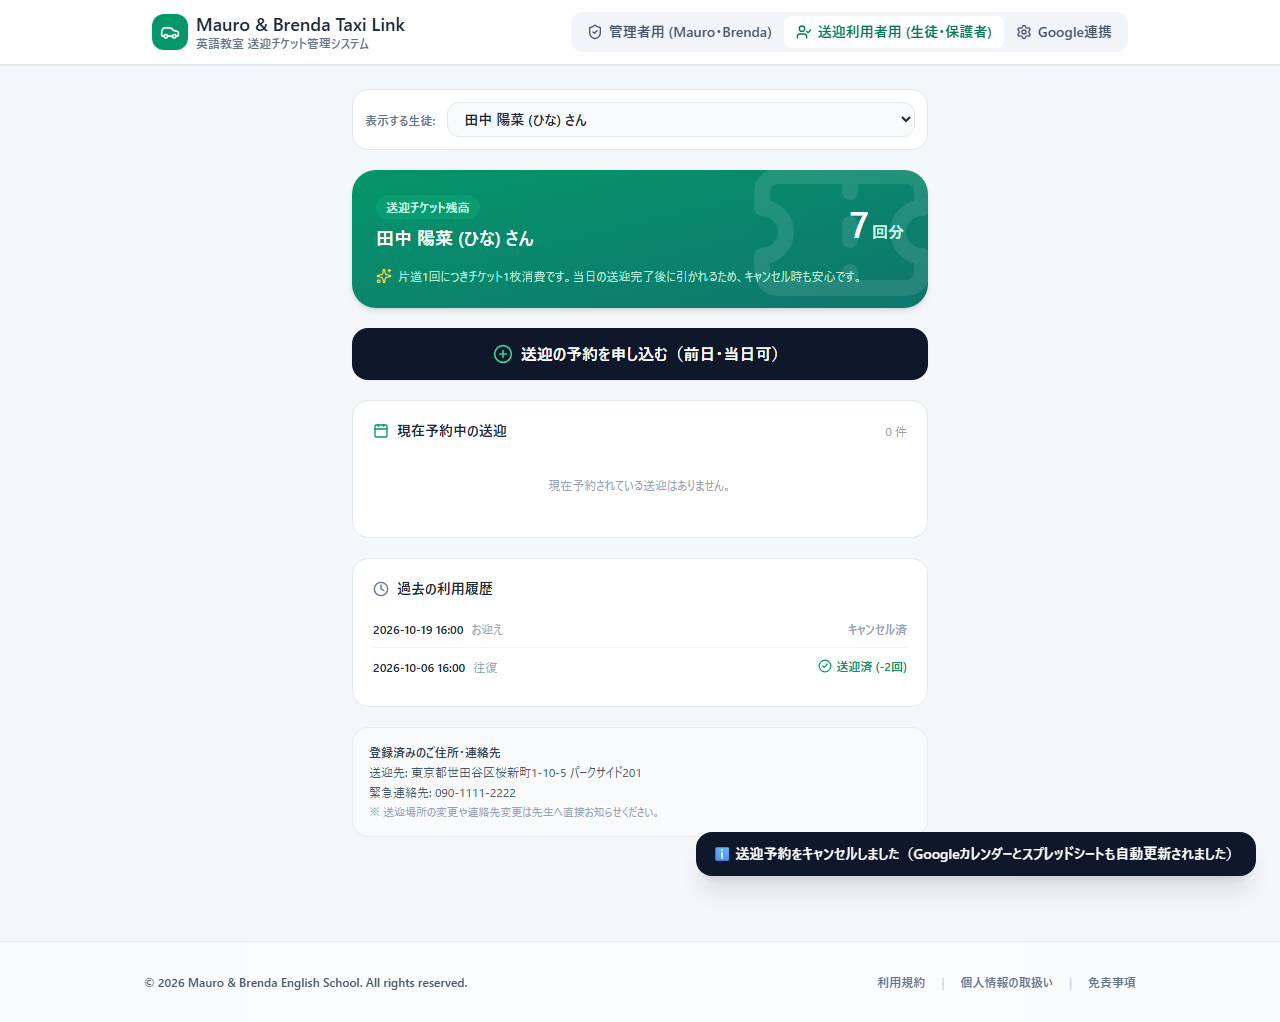 Mauro & Brenda Taxi Link
英語教室 送迎チケット管理システム
管理者用 (Mauro・Brenda)
送迎利用者用 (生徒・保護者)
Google連携
表示する生徒:
田中 陽菜 (ひな) さん
送迎チケット残高
田中 陽菜 (ひな) さん
7 回分
片道1回につきチケット1枚消費です。当日の送迎完了後に引かれるため、キャンセル時も安心です。
送迎の予約を申し込む（前日・当日可）
現在予約中の送迎
0 件
現在予約されている送迎はありません。
過去の利用履歴
2026-10-19 16:00 お迎え
キャンセル済
2026-10-06 16:00 往復
送迎済 (-2回)
登録済みのご住所・連絡先
送迎先: 東京都世田谷区桜新町1-10-5 パークサイド201
緊急連絡先: 090-1111-2222
※ 送迎場所の変更や連絡先変更は先生へ直接お知らせください。
ℹ️ 送迎予約をキャンセルしました（Googleカレンダーとスプレッドシートも自動更新されました）
© 2026 Mauro & Brenda English School. All rights reserved.
利用規約 | 個人情報の取扱い | 免責事項